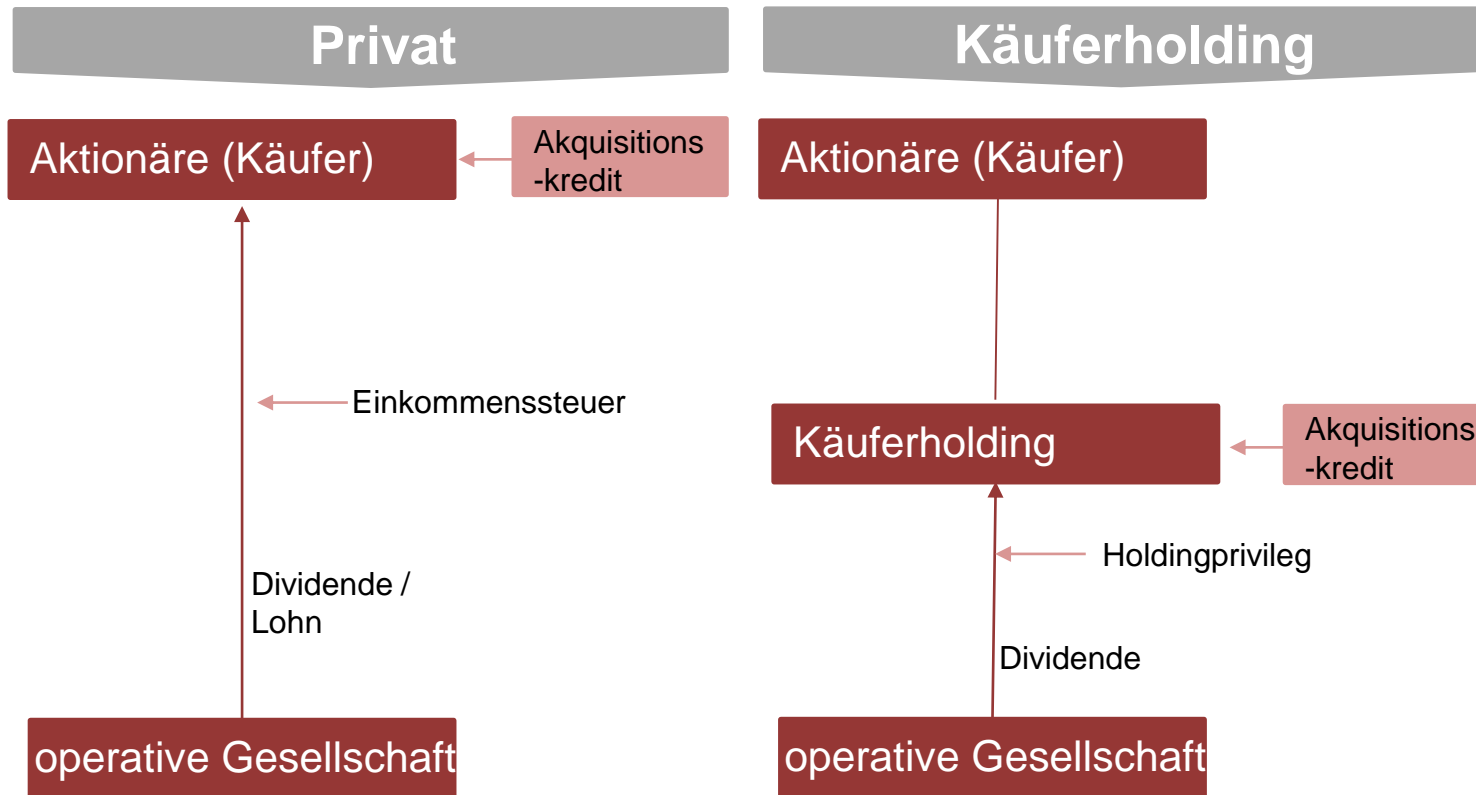 Privat
Aktionäre (Käufer)
Akquisitions
-kredit
Einkommenssteuer
Dividende /
Lohn
operative Gesellschaft
Käuferholding
Aktionäre (Käufer)
Käuferholding
Akquisitions
-kredit
Holdingprivileg
Dividende
operative Gesellschaft